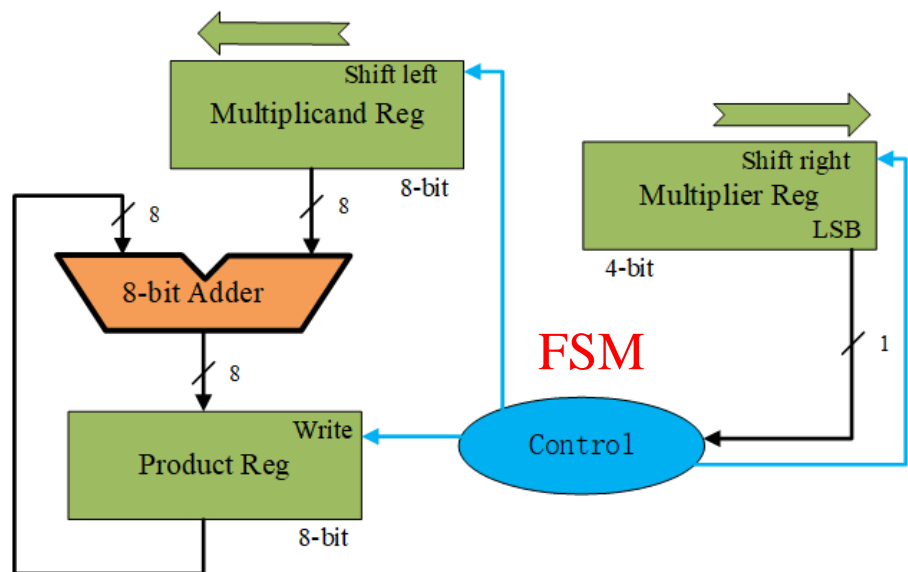 Shift left
Multiplicand Reg
8-bit
Shift right
Multiplier Reg
LSB
4-bit
8
8
8-bit Adder
8
1
FSM
Write
Product Reg
8-bit
Control